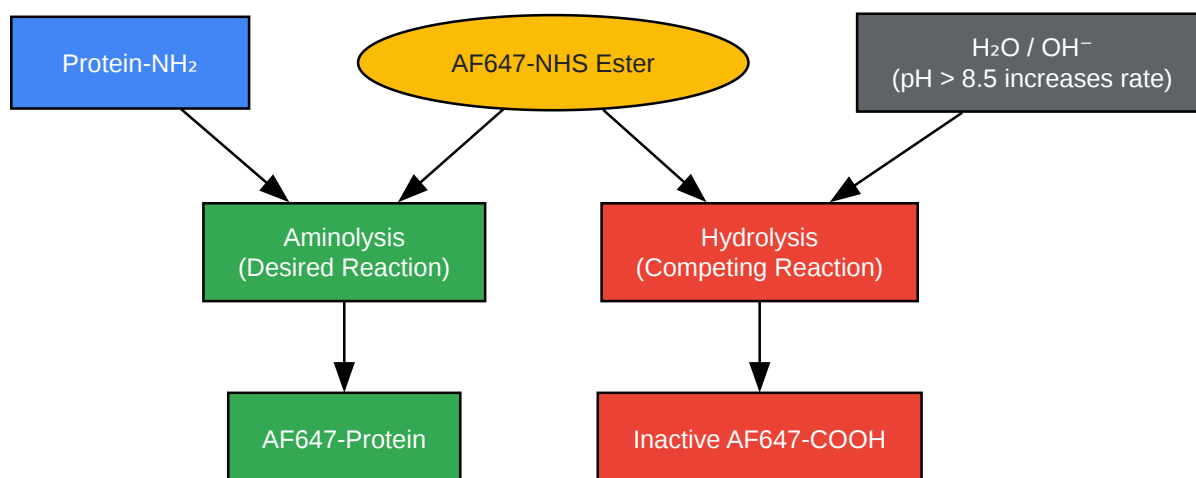 Protein-NH₂
AF647-NHS Ester
H₂O / OH⁻
(pH > 8.5 increases rate)
Aminolysis
(Desired Reaction)
Hydrolysis
(Competing Reaction)
AF647-Protein
Inactive AF647-COOH